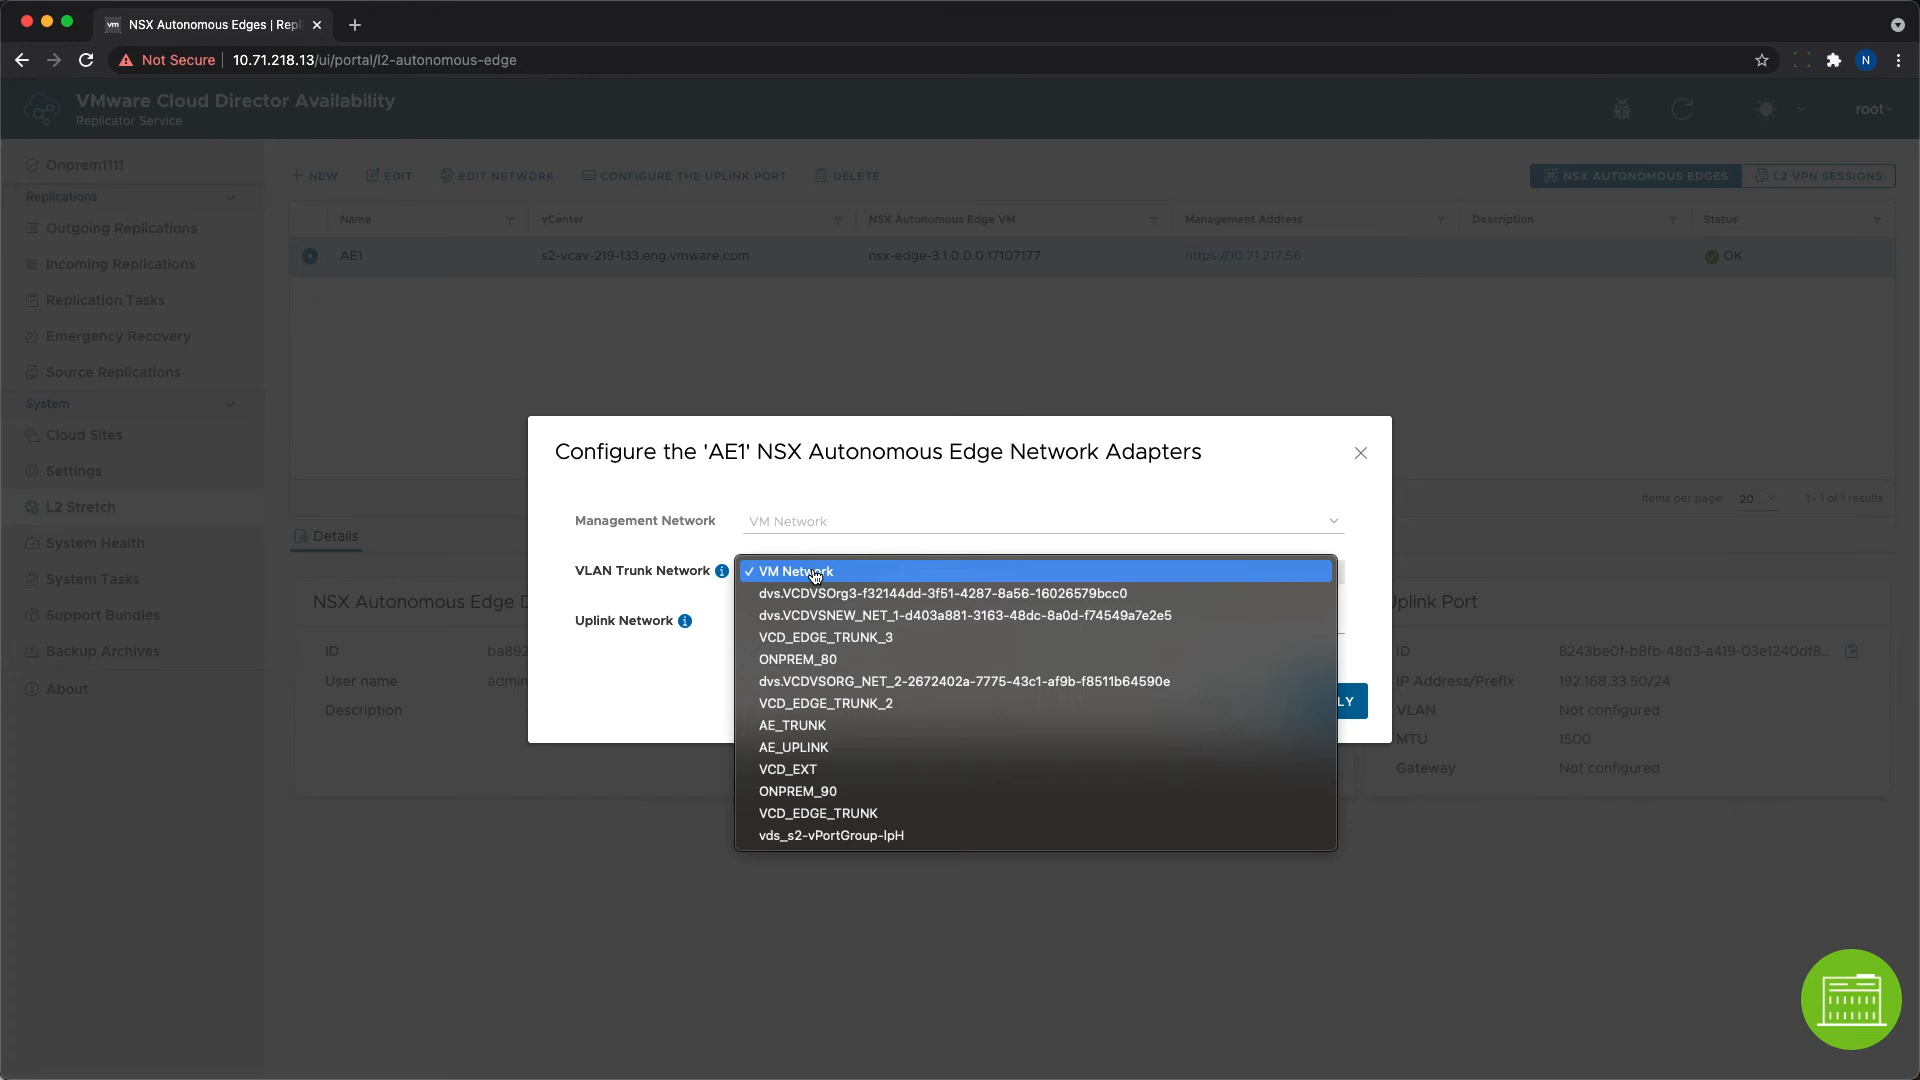 vm NSX Autonomous Edges | Repl
Not Secure 10.71.218.13/ui/portal/l2-autonomous-edge
N
VMware Cloud Director Availability
Replicator Service
root
Onprem1111
Replications
Outgoing Replications
Incoming Replications
Replication Tasks
Emergency Recovery
Source Replications
System
Cloud Sites
Settings
L2 Stretch
System Health
System Tasks
Support Bundles
Backup Archives
About
NEW EDIT EDIT NETWORK CONFIGURE THE UPLINK PORT DELETE
NSX AUTONOMOUS EDGES L2 VPN SESSIONS
Name vCenter NSX Autonomous Edge VM Management Address Description Status
AE1 s2-vcav-219-133.eng.vmware.com nsx-edge-3.1.0.0.0.17107177 https://10.71.217.56 OK
Items per page 20 1 - 1 of 1 results
Details
NSX Autonomous Edge D
ID ba892
User name admin
Description
Configure the 'AE1' NSX Autonomous Edge Network Adapters
Management Network VM Network
VLAN Trunk Network
Uplink Network
✓ VM Network
dvs.VCDVSOrg3-f32144dd-3f51-4287-8a56-16026579bcc0
dvs.VCDVSNEW_NET_1-d403a881-3163-48dc-8a0d-f74549a7e2e5
VCD_EDGE_TRUNK_3
ONPREM_80
dvs.VCDVSORG_NET_2-2672402a-7775-43c1-af9b-f8511b64590e
VCD_EDGE_TRUNK_2
AE_TRUNK
AE_UPLINK
VCD_EXT
ONPREM_90
VCD_EDGE_TRUNK
vds_s2-vPortGroup-lpH
LY
Uplink Port
ID 8243be0f-b8fb-48d3-a419-03e1240df8...
IP Address/Prefix 192.168.33.50/24
VLAN Not configured
MTU 1500
Gateway Not configured